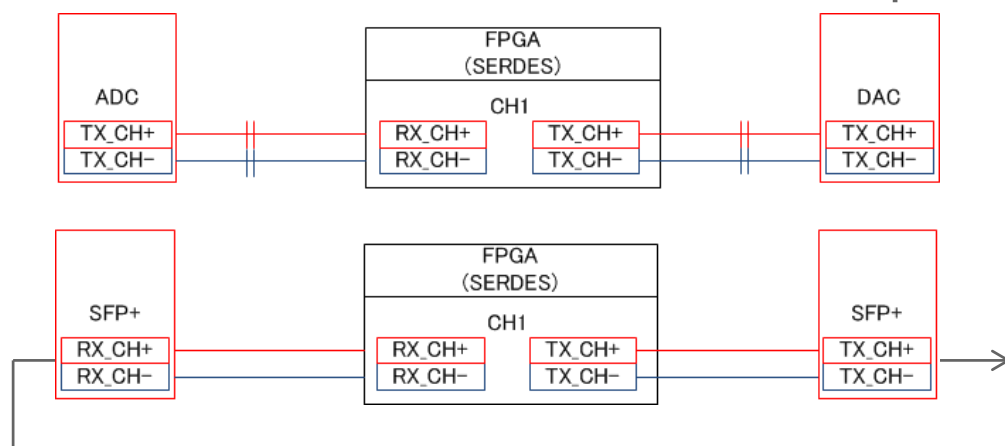 FPGA
(SERDES)
ADC
CH1
DAC
TX_CH+
RX_CH+
TX_CH+
TX_CH+
TX_CH−
RX_CH−
TX_CH−
TX_CH−
FPGA
(SERDES)
SFP+
CH1
SFP+
RX_CH+
RX_CH+
TX_CH+
TX_CH+
RX_CH−
RX_CH−
TX_CH−
TX_CH−